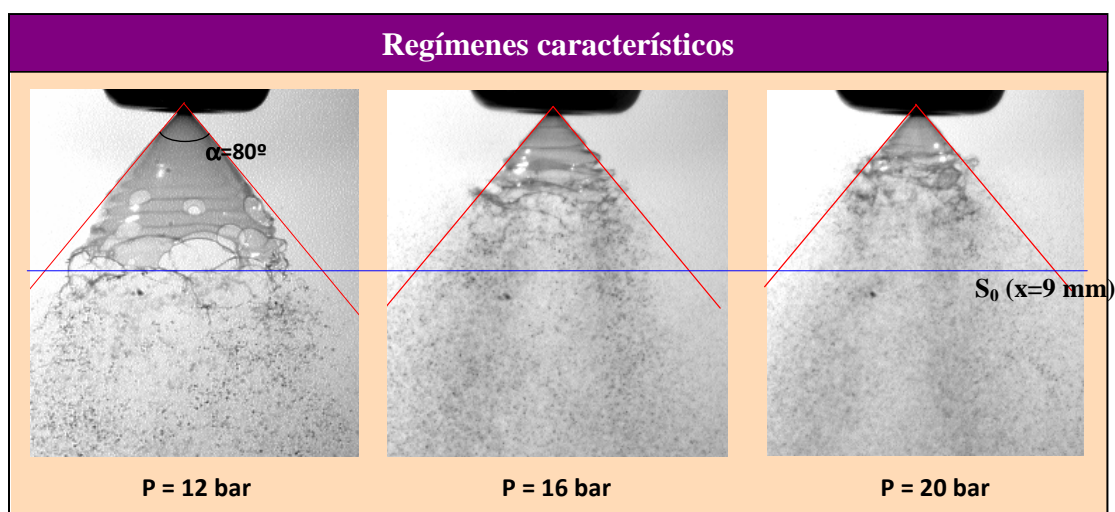 Regímenes característicos
α=80º
S₀ (x=9 mm)
P = 12 bar
P = 16 bar
P = 20 bar